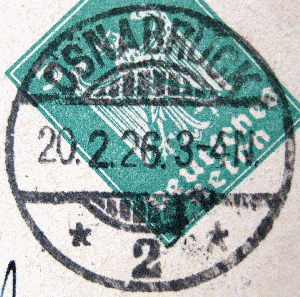 OSNABRÜCK
20.2.26.3-4N.
* 2 *
Deutsches
Reich